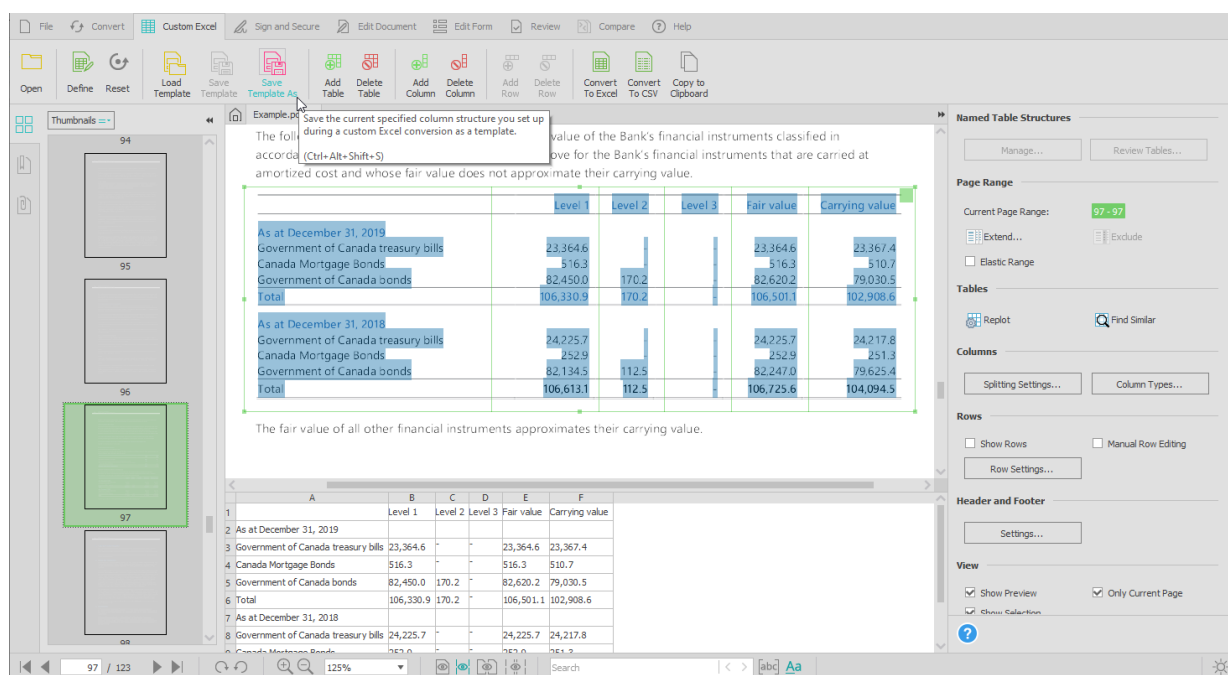 File Convert Custom Excel Sign and Secure Edit Document Edit Form Review Compare Help
Open Define Reset Load Template Save Template Save Template As Add Table Delete Table Add Column Delete Column Add Row Delete Row Convert To Excel Convert To CSV Copy to Clipboard
Thumbnails
Example.pd
Save the current specified column structure you set up
during a custom Excel conversion as a template.
(Ctrl+Alt+Shift+S)
The foll value of the Bank's financial instruments classified in
accorda ove for the Bank's financial instruments that are carried at
amortized cost and whose fair value does not approximate their carrying value.
Level 1 Level 2 Level 3 Fair value Carrying value
As at December 31, 2019
Government of Canada treasury bills 23,364.6 - - 23,364.6 23,367.4
Canada Mortgage Bonds 516.3 - - 516.3 510.7
Government of Canada bonds 82,450.0 170.2 - 82,620.2 79,030.5
Total 106,330.9 170.2 - 106,501.1 102,908.6
As at December 31, 2018
Government of Canada treasury bills 24,225.7 - - 24,225.7 24,217.8
Canada Mortgage Bonds 252.9 - - 252.9 251.3
Government of Canada bonds 82,134.5 112.5 - 82,247.0 79,625.4
Total 106,613.1 112.5 - 106,725.6 104,094.5
The fair value of all other financial instruments approximates their carrying value.
94
95
96
97
98
A B C D E F
1 Level 1 Level 2 Level 3 Fair value Carrying value
2 As at December 31, 2019
3 Government of Canada treasury bills 23,364.6 - - 23,364.6 23,367.4
4 Canada Mortgage Bonds 516.3 - - 516.3 510.7
5 Government of Canada bonds 82,450.0 170.2 - 82,620.2 79,030.5
6 Total 106,330.9 170.2 - 106,501.1 102,908.6
7 As at December 31, 2018
8 Government of Canada treasury bills 24,225.7 - - 24,225.7 24,217.8
9 Canada Mortgage Bonds 252.9 - - 252.9 251.3
Named Table Structures
Manage... Review Tables...
Page Range
Current Page Range: 97 - 97
Extend... Exclude
Elastic Range
Tables
Replot Find Similar
Columns
Splitting Settings... Column Types...
Rows
Show Rows Manual Row Editing
Row Settings...
Header and Footer
Settings...
View
Show Preview Only Current Page
Show Selection
?
97 / 123 125% Search < > abc Aa